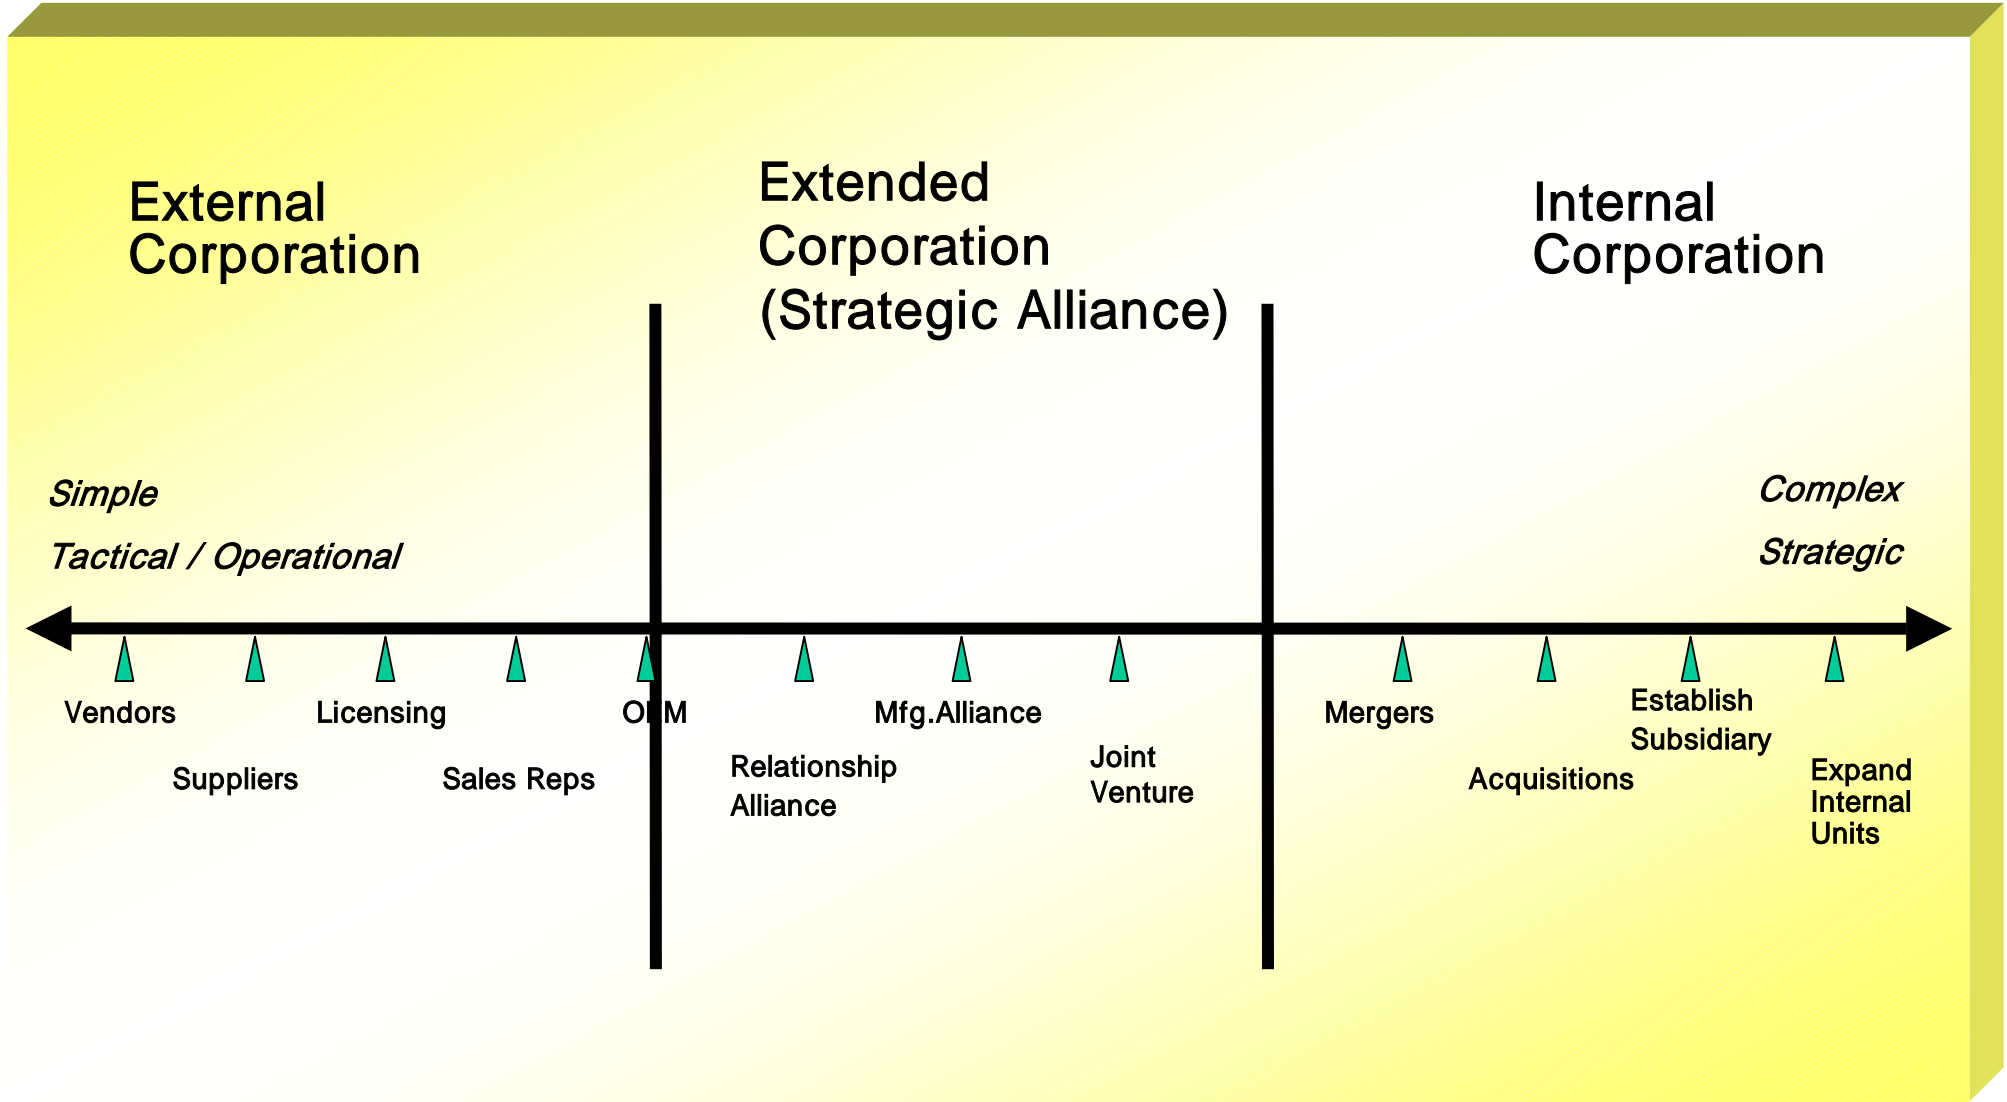 External
Corporation
Extended
Corporation
(Strategic Alliance)
Internal
Corporation
Simple
Tactical / Operational
Complex
Strategic
Vendors
Suppliers
Licensing
Sales Reps
OEM
Relationship
Alliance
Mfg.Alliance
Joint
Venture
Mergers
Acquisitions
Establish
Subsidiary
Expand
Internal
Units